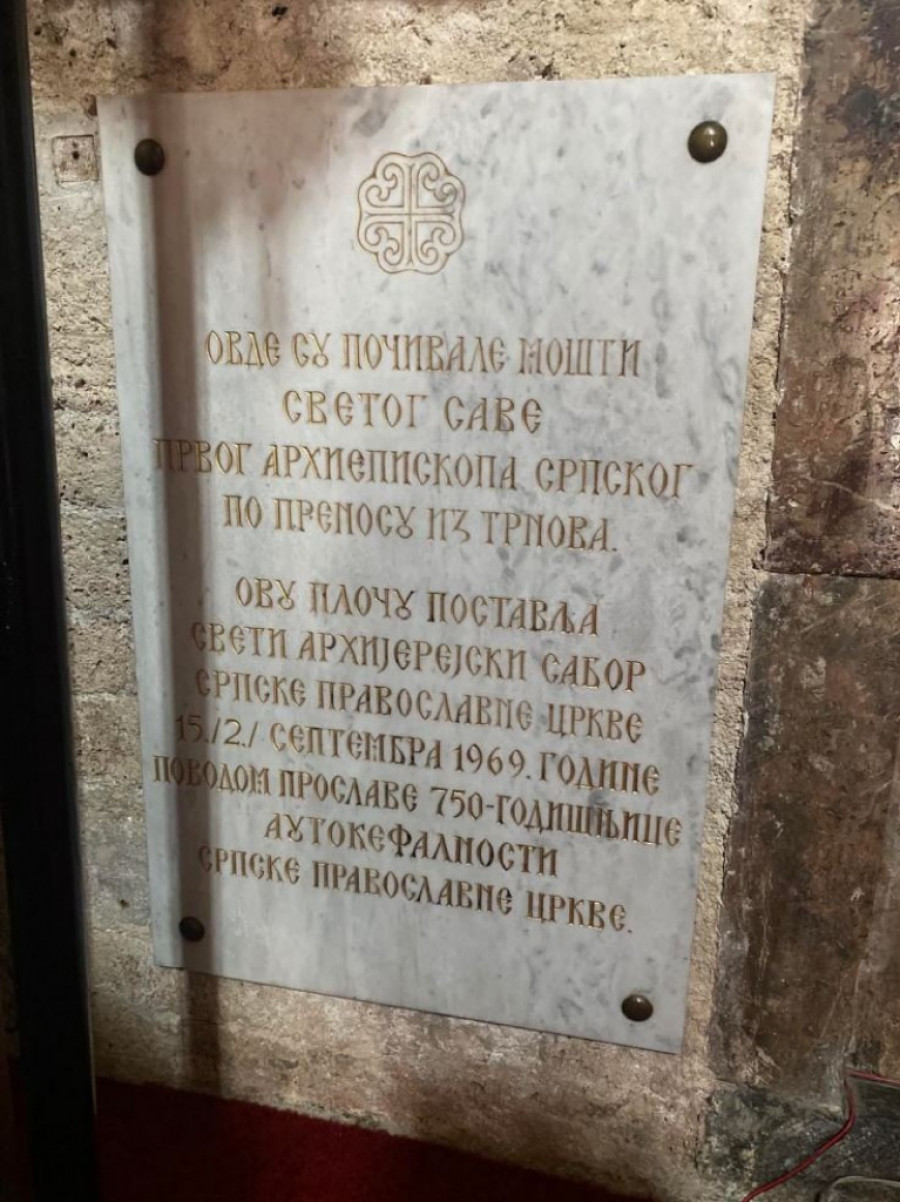 ОВДЕ СУ ПОЧИВАЛЕ МОШТИ
СВЕТОГ САВЕ
ПРВОГ АРХИЕПИСКОПА СРПСКОГ
ПО ПРЕНОСУ ИЗ ТРНОВА.
ОВУ ПЛОЧУ ПОСТАВЉА
СВЕТИ АРХИЈЕРЕЈСКИ САБОР
СРПСКЕ ПРАВОСЛАВНЕ ЦРКВЕ
15./2./ СЕПТЕМБРА 1969. ГОДИНЕ
ПОВОДОМ ПРОСЛАВЕ 750-ГОДИШЊИЦЕ
АУТОКЕФАЛНОСТИ
СРПСКЕ ПРАВОСЛАВНЕ ЦРКВЕ.